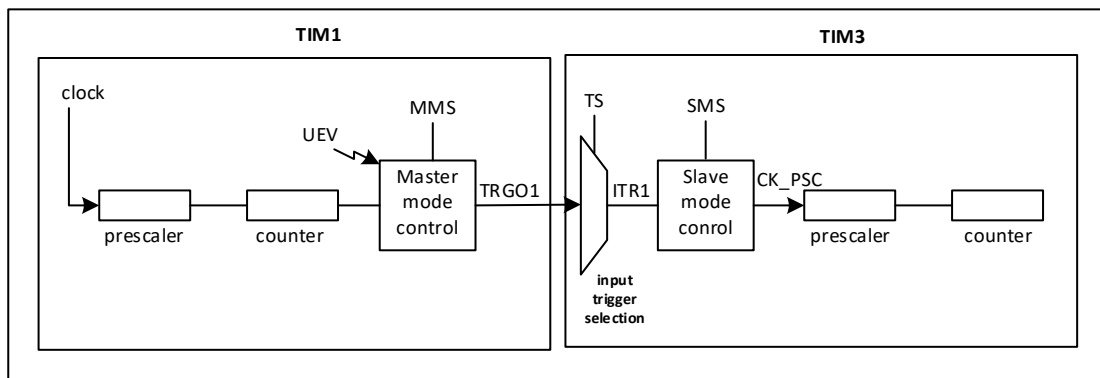 TIM1
TIM3
clock
MMS
UEV
TS
SMS
Master
mode
control
TRGO1
ITR1
Slave
mode
conrol
CK_PSC
prescaler
counter
prescaler
counter
input
trigger
selection